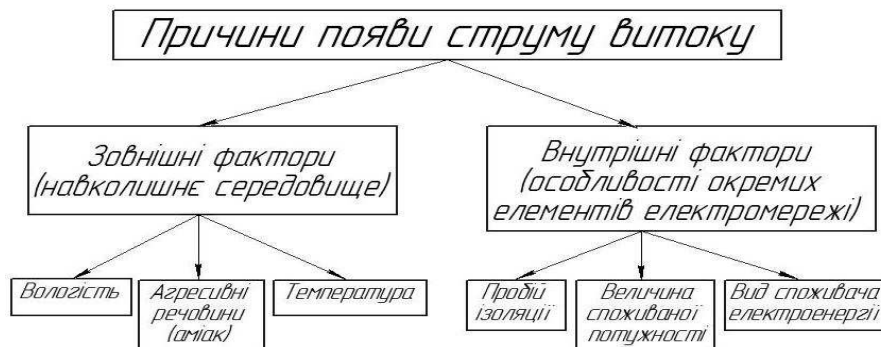 Причини появи струму витоку
Зовнішні фактори
(навколишнє середовище)
Внутрішні фактори
(особливості окремих
елементів електромережі)
Вологість
Агресивні
речовини
(аміак)
Температура
Пробій
ізоляції
Величина
споживаної
потужності
Вид споживача
електроенергії